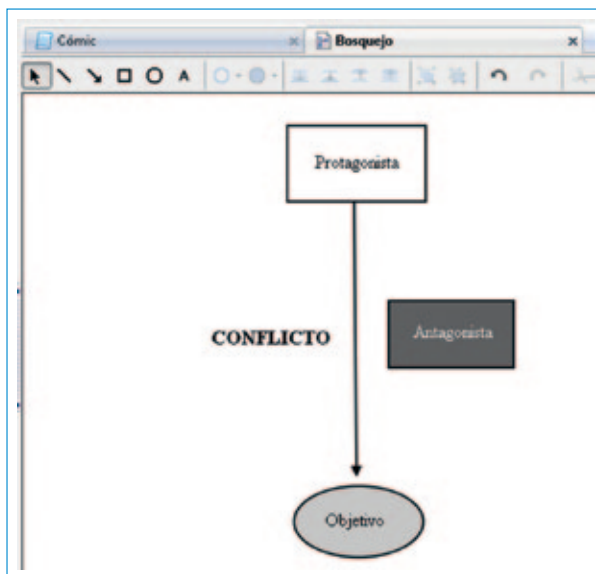 Cómic
Bosquejo
A
Protagonista
CONFLICTO
Antagonista
Objetivo